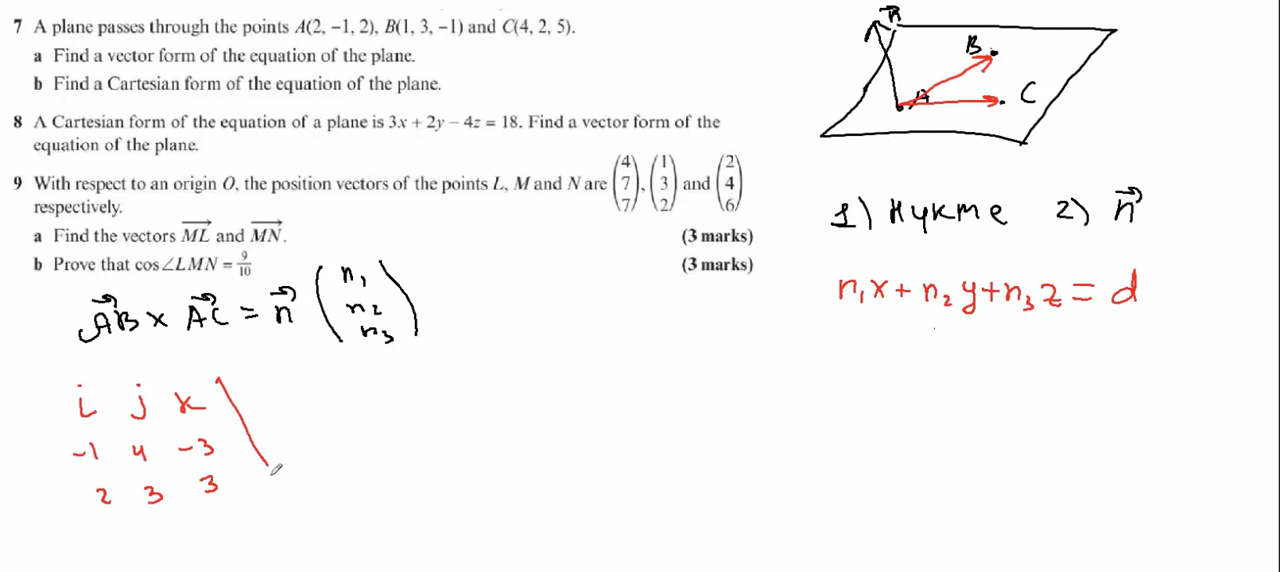 7 A plane passes through the points A(2, −1, 2), B(1, 3, −1) and C(4, 2, 5).
a Find a vector form of the equation of the plane.
b Find a Cartesian form of the equation of the plane.
8 A Cartesian form of the equation of a plane is 3x + 2y − 4z = 18. Find a vector form of the
equation of the plane.
9 With respect to an origin O, the position vectors of the points L, M and N are (4 7 7), (1 3 2) and (2 4 6)
respectively.
a Find the vectors ML→ and MN→. (3 marks)
b Prove that cos∠LMN = 9/10 (3 marks)
AB→ × AC→ = n→ (n₁ n₂ n₃)
i j k
-1 4 -3
2 3 3
n→
B
A
C
1) Нүкте 2) n→
n₁x + n₂y + n₃z = d